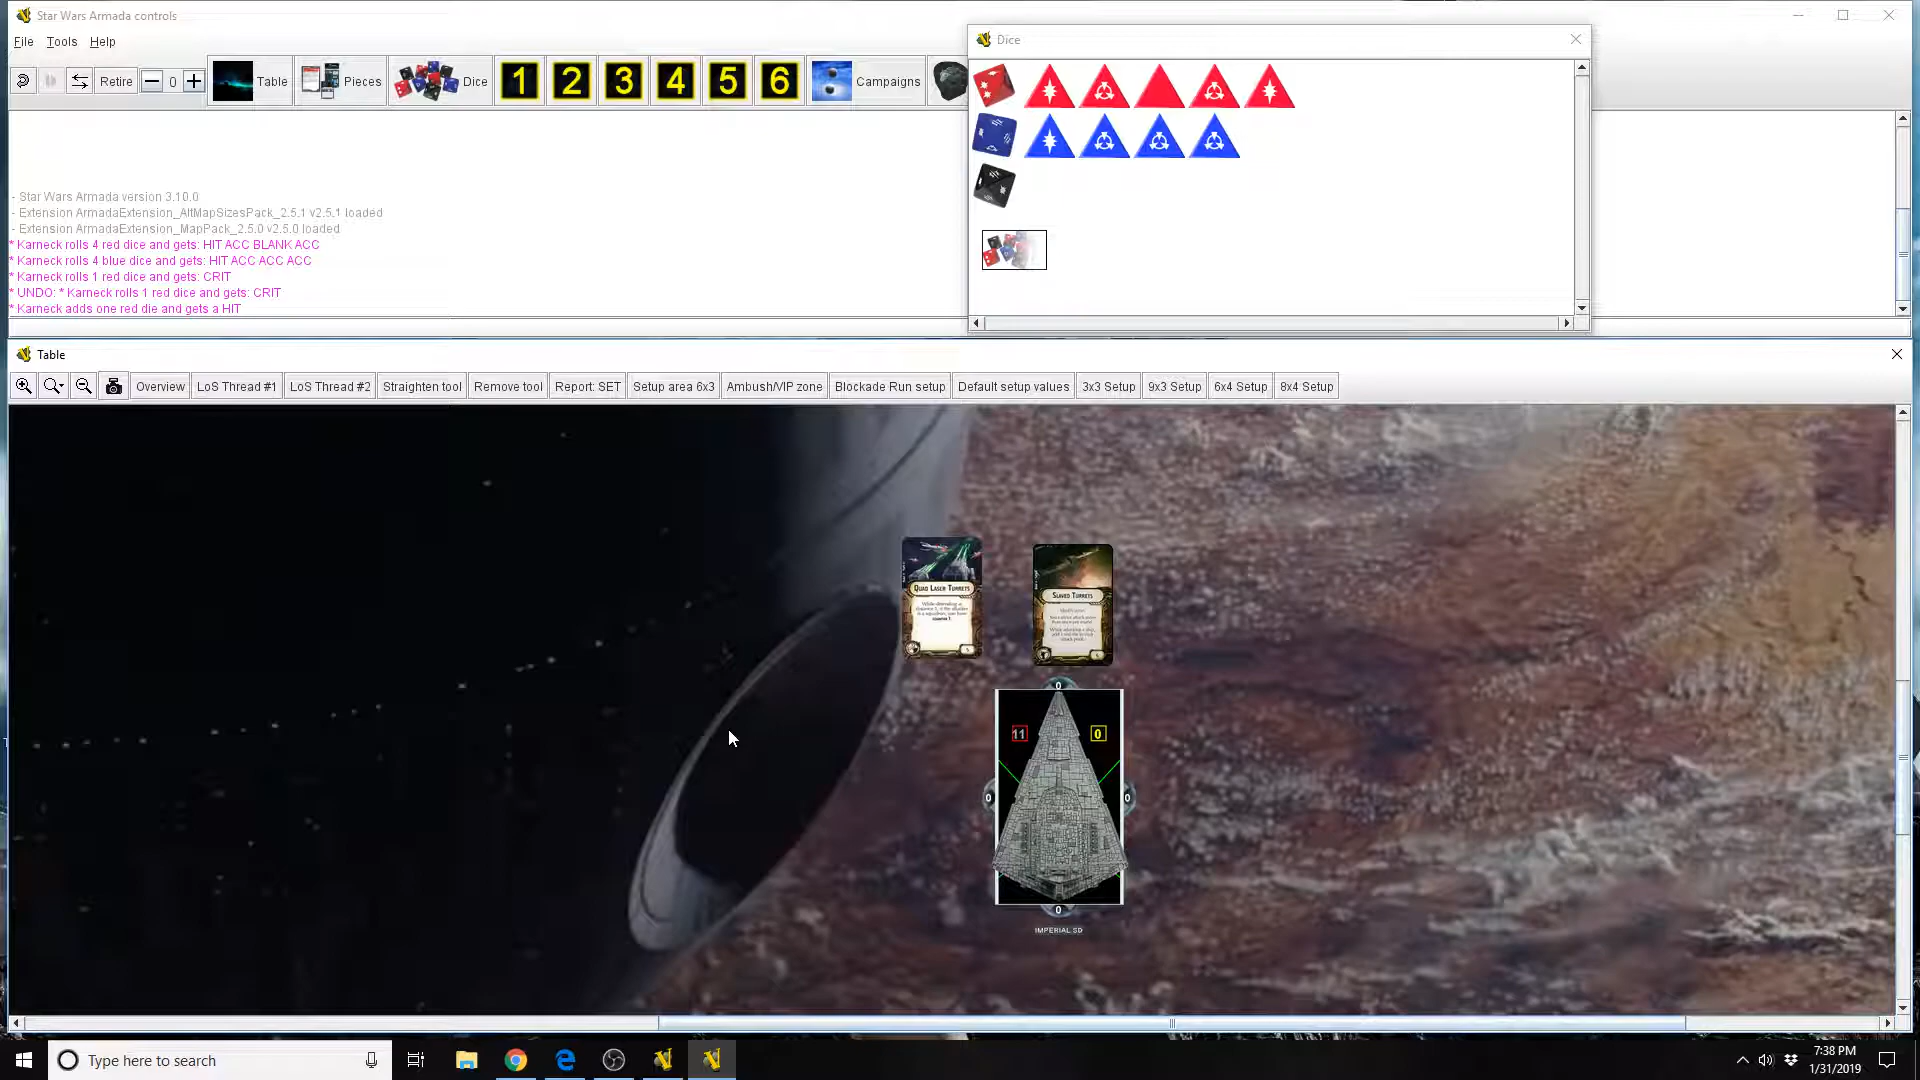 Star Wars Armada controls
File Tools Help
Retire 0 Table Pieces Dice 1 2 3 4 5 6 Campaigns
Dice
- Star Wars Armada version 3.10.0
- Extension ArmadaExtension_AltMapSizesPack_2.5.1 v2.5.1 loaded
- Extension ArmadaExtension_MapPack_2.5.0 v2.5.0 loaded
* Karneck rolls 4 red dice and gets: HIT ACC BLANK ACC
* Karneck rolls 4 blue dice and gets: HIT ACC ACC ACC
* Karneck rolls 1 red dice and gets: CRIT
* UNDO: * Karneck rolls 1 red dice and gets: CRIT
* Karneck adds one red die and gets a HIT
Table
Overview LoS Thread #1 LoS Thread #2 Straighten tool Remove tool Report: SET Setup area 6x3 Ambush/VIP zone Blockade Run setup Default setup values 3x3 Setup 9x3 Setup 6x4 Setup 8x4 Setup
Quad Laser Turrets
Slaved Turrets
0
11 0
0 0
0
IMPERIAL SD
Type here to search
7:38 PM
1/31/2019